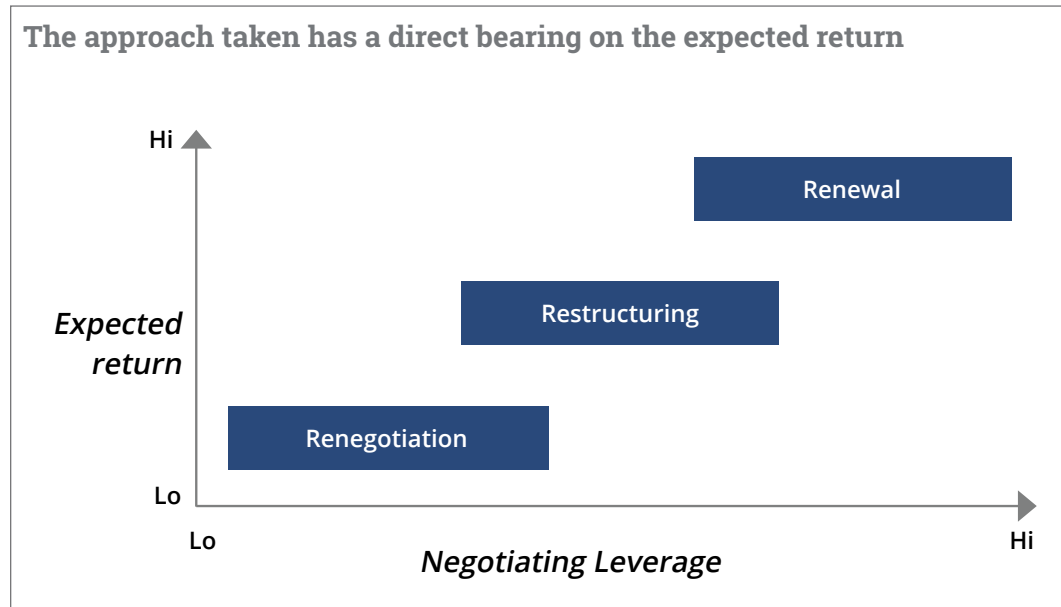 The approach taken has a direct bearing on the expected return
Hi
Renewal
Restructuring
Expected
return
Renegotiation
Lo
Lo
Hi
Negotiating Leverage